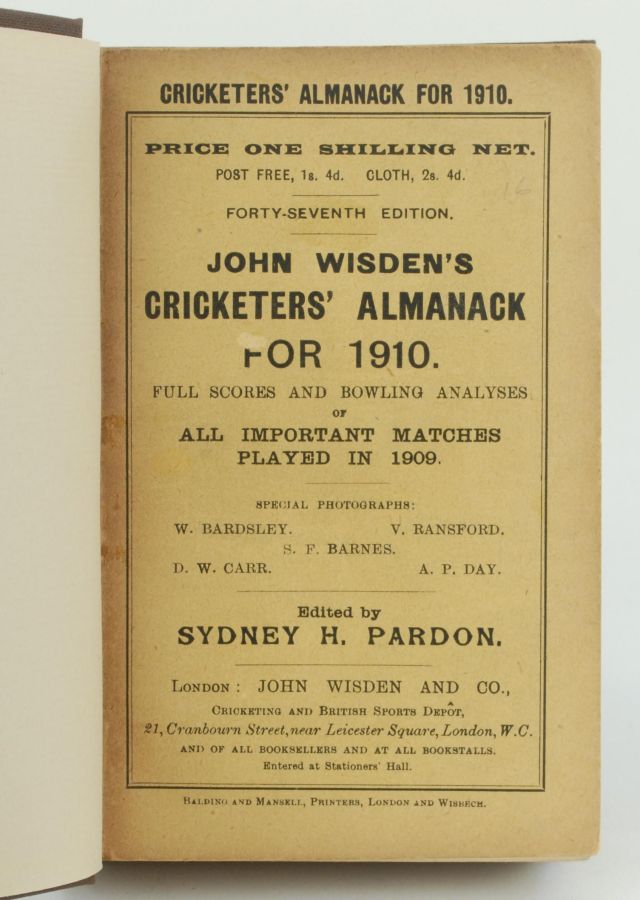 CRICKETERS' ALMANACK FOR 1910.
PRICE ONE SHILLING NET.
POST FREE, 1s. 4d. CLOTH, 2s. 4d.
16
FORTY-SEVENTH EDITION.
JOHN WISDEN'S
CRICKETERS' ALMANACK
FOR 1910.
FULL SCORES AND BOWLING ANALYSES
OF
ALL IMPORTANT MATCHES
PLAYED IN 1909.
SPECIAL PHOTOGRAPHS:
W. BARDSLEY. V. RANSFORD.
S. F. BARNES.
D. W. CARR. A. P. DAY.
Edited by
SYDNEY H. PARDON.
LONDON: JOHN WISDEN AND CO.,
CRICKETING AND BRITISH SPORTS DEPÔT,
21, Cranbourn Street, near Leicester Square, London, W.C.
AND OF ALL BOOKSELLERS AND AT ALL BOOKSTALLS.
Entered at Stationers' Hall.
BALDING AND MANSELL, PRINTERS, LONDON AND WISBECH.